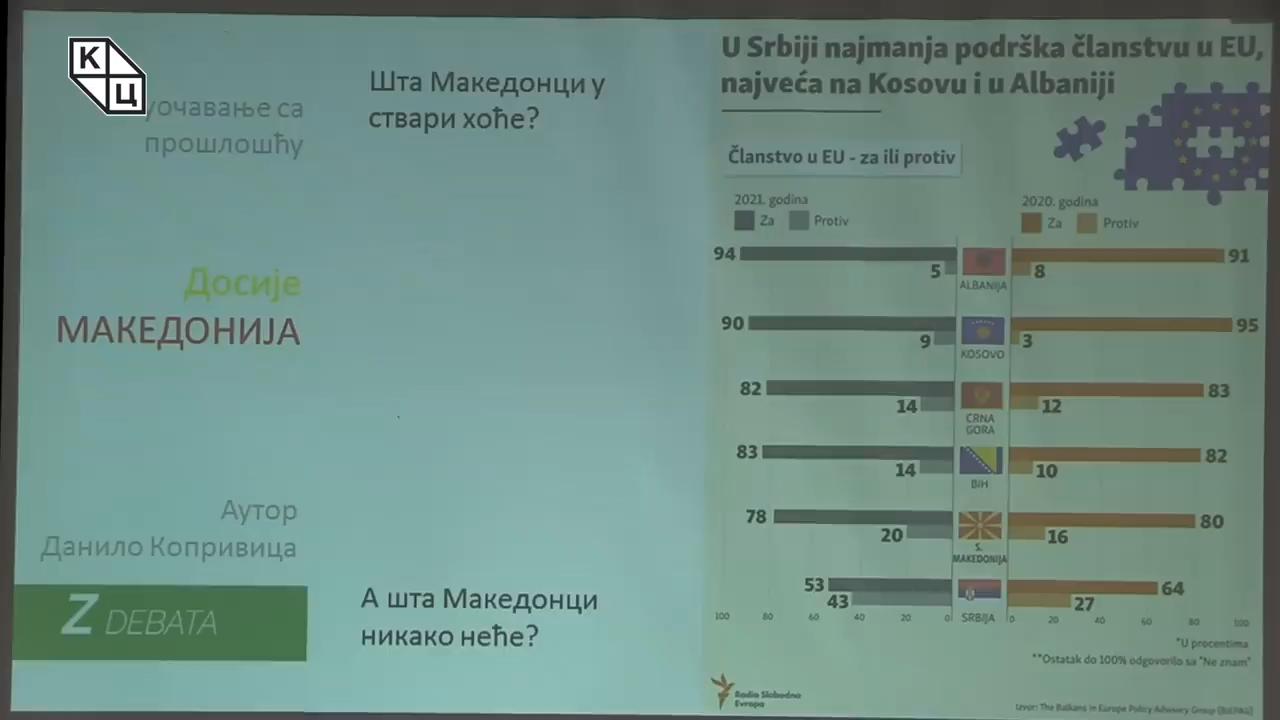 КЦ
уочавање са
прошлошћу
Досије
МАКЕДОНИЈА
Аутор
Данило Копривица
Z DEBATA
Шта Македонци у
ствари хоће?
А шта Македонци
никако неће?
U Srbiji najmanja podrška članstvu u EU,
najveća na Kosovu i u Albaniji
Članstvo u EU - za ili protiv
2021. godina
Za Protiv
2020. godina
Za Protiv
94 5 ALBANIJA 91 8
90 9 KOSOVO 95 3
82 14 CRNA GORA 83 12
83 14 BIH 82 10
78 20 S. MAKEDONIJA 80 16
53 43 SRBIJA 64 27
100 80 60 40 20 0 0 20 40 60 80 100
*U procentima
**Ostatak do 100% odgovorilo sa "Ne znam"
Radio Slobodna
Evropa
Izvor: The Balkans in Europe Policy Advisory Group (BiEPAG)